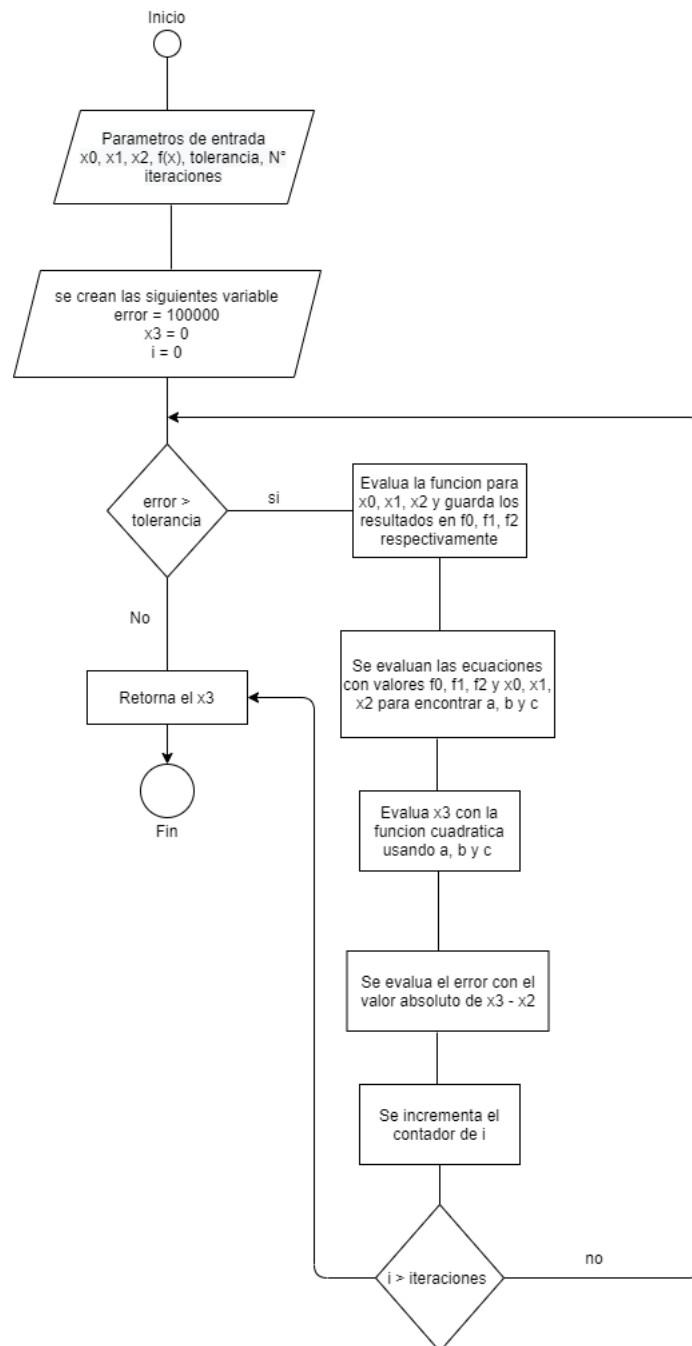 Inicio
Parametros de entrada
x0, x1, x2, f(x), tolerancia, N°
iteraciones
se crean las siguientes variable
error = 100000
x3 = 0
i = 0
error >
tolerancia
si
Evalua la funcion para
x0, x1, x2 y guarda los
resultados en f0, f1, f2
respectivamente
No
Se evaluan las ecuaciones
con valores f0, f1, f2 y x0, x1,
x2 para encontrar a, b y c
Retorna el x3
Fin
Evalua x3 con la
funcion cuadratica
usando a, b y c
Se evalua el error con el
valor absoluto de x3 - x2
Se incrementa el
contador de i
i > iteraciones
no